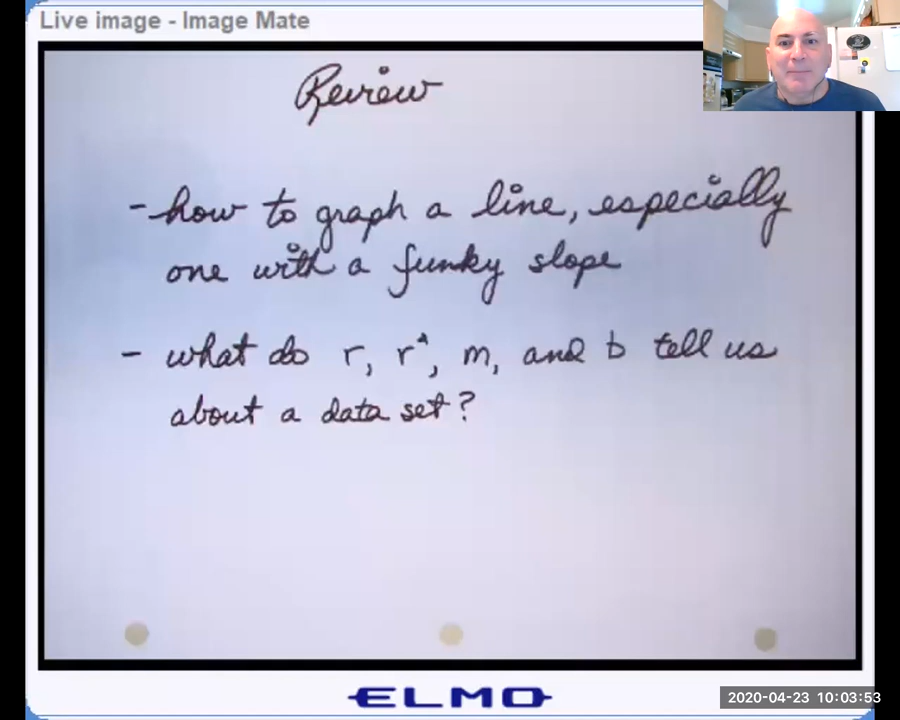 Live image - Image Mate
Review
- how to graph a line, especially
one with a funky slope
- what do r, r², m, and b tell us
about a data set?
ELMO
2020-04-23 10:03:53